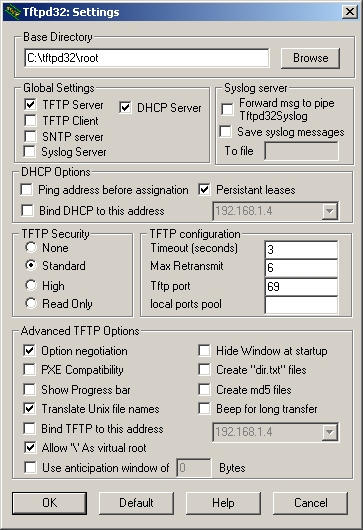 Tftpd32: Settings
Base Directory
C:\tftpd32\root
Browse
Global Settings
TFTP Server
DHCP Server
TFTP Client
SNTP server
Syslog Server
Syslog server
Forward msg to pipe
Tftpd32Syslog
Save syslog messages
To file
DHCP Options
Ping address before assignation
Persistant leases
Bind DHCP to this address
192.168.1.4
TFTP Security
None
Standard
High
Read Only
TFTP configuration
Timeout (seconds) 3
Max Retransmit 6
Tftp port 69
local ports pool
Advanced TFTP Options
Option negotiation
Hide Window at startup
PXE Compatibility
Create "dir.txt" files
Show Progress bar
Create md5 files
Translate Unix file names
Beep for long transfer
Bind TFTP to this address
192.168.1.4
Allow '\' As virtual root
Use anticipation window of 0 Bytes
OK
Default
Help
Cancel